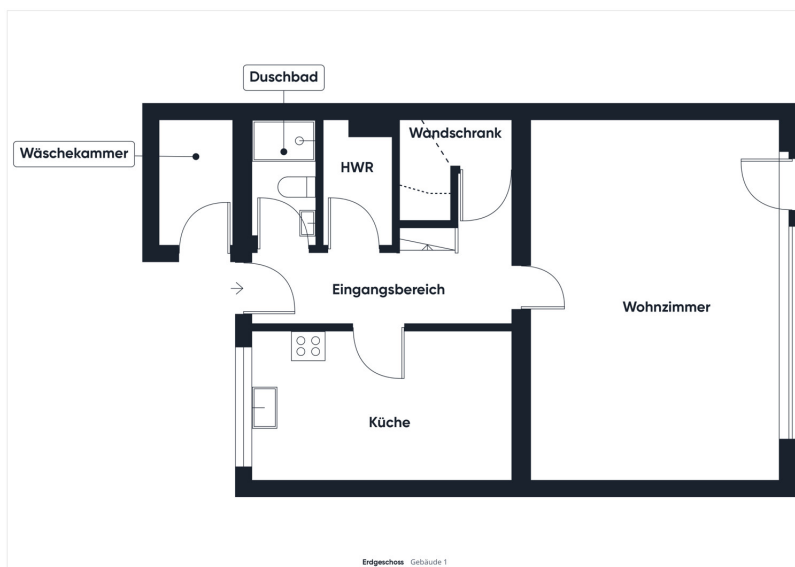 Duschbad
Wandschrank
Wäschekammer
HWR
Eingangsbereich
Wohnzimmer
Küche
Erdgeschoss Gebäude 1